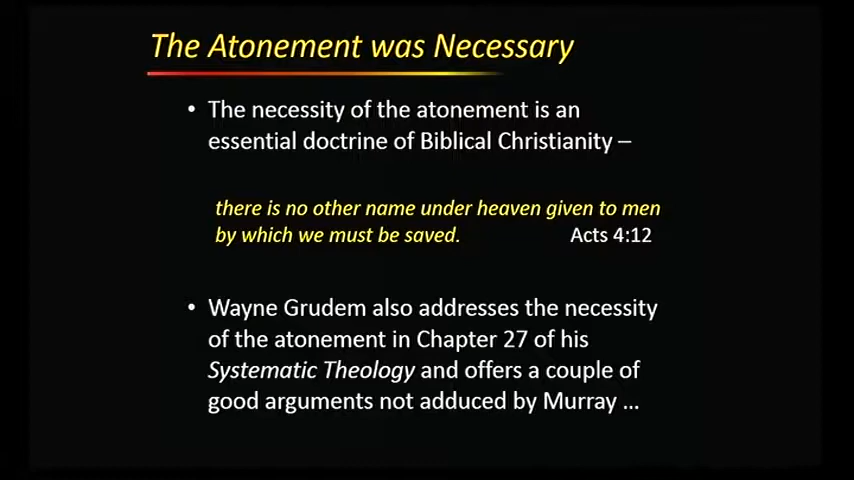 The Atonement was Necessary
• The necessity of the atonement is an
essential doctrine of Biblical Christianity –
there is no other name under heaven given to men
by which we must be saved. Acts 4:12
• Wayne Grudem also addresses the necessity
of the atonement in Chapter 27 of his
Systematic Theology and offers a couple of
good arguments not adduced by Murray ...